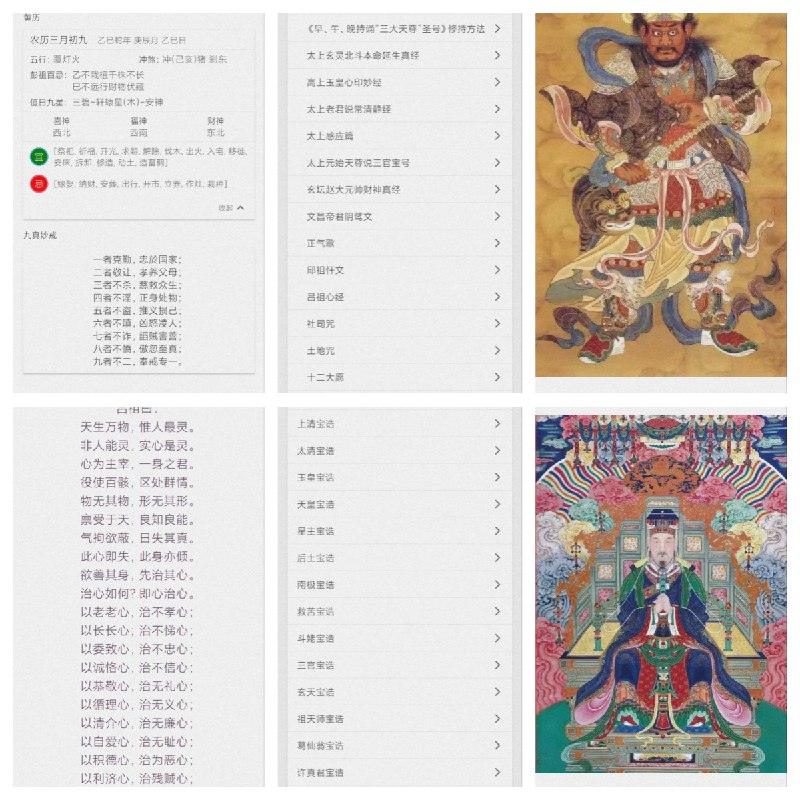 農历
农历三月初九 乙巳蛇年 庚辰月 乙巳日
五行: 覆灯火
冲煞: 冲(己亥)猪 刹东
彭祖百忌: 乙不栽植千株不长
巳不远行财物伏藏
值日九星: 三碧-轩辕星(木)-安神
喜神 福神 财神
西北 西南 东北
宜 [祭祀, 祈福, 开光, 求嗣, 解除, 伐木, 出火, 入宅, 移徙, 安床, 拆卸, 修造, 动土, 造畜稠]
忌 [嫁娶, 纳财, 安葬, 出行, 开市, 立券, 作灶, 栽种]
收起
九真妙戒
一者克勤, 忠於国家;
二者敬让, 孝养父母;
三者不杀, 慈救众生;
四者不淫, 正身处物;
五者不盗, 推义损己;
六者不嗔, 凶怒凌人;
七者不诈, 谄贼害善;
八者不骄, 傲忽至真;
九者不二, 奉戒专一。
《早、午、晚持诵“三大天尊”圣号》修持方法
太上玄灵北斗本命延生真经
高上玉皇心印妙经
太上老君说常清静经
太上感应篇
太上元始天尊说三官宝号
玄坛赵大元帅财神真经
文昌帝君阴骘文
正气歌
邱祖忏文
吕祖心经
社司咒
土地咒
十二大愿
吕祖曰:
天生万物, 惟人最灵。
非人能灵, 实心是灵。
心为主宰, 一身之君。
役使百骸, 区处群情。
物无其物, 形无其形。
禀受于天, 良知良能。
气拘欲蔽, 日失其真。
此心即失, 此身亦倾。
欲善其身, 先治其心。
治心如何? 即心治心。
以老老心, 治不孝心;
以长长心; 治不悌心;
以委致心, 治不忠心;
以诚恪心, 治不信心;
以恭敬心, 治无礼心;
以循理心, 治无义心;
以清介心, 治无廉心;
以自爱心, 治无耻心;
以积德心, 治为恶心;
以利济心, 治残贼心;
上清宝诰
太清宝诰
玉皇宝诰
天皇宝诰
星主宝诰
后土宝诰
南极宝诰
救苦宝诰
斗姥宝诰
三官宝诰
玄天宝诰
祖天师宝诰
葛仙翁宝诰
许真君宝诰